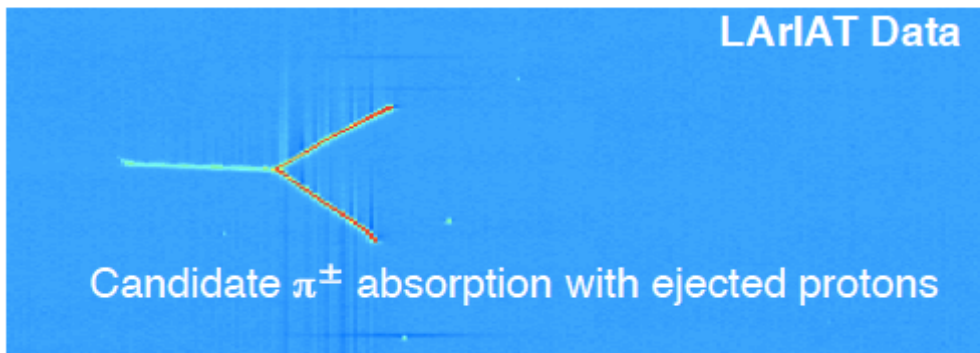 LArIAT Data
Candidate π± absorption with ejected protons